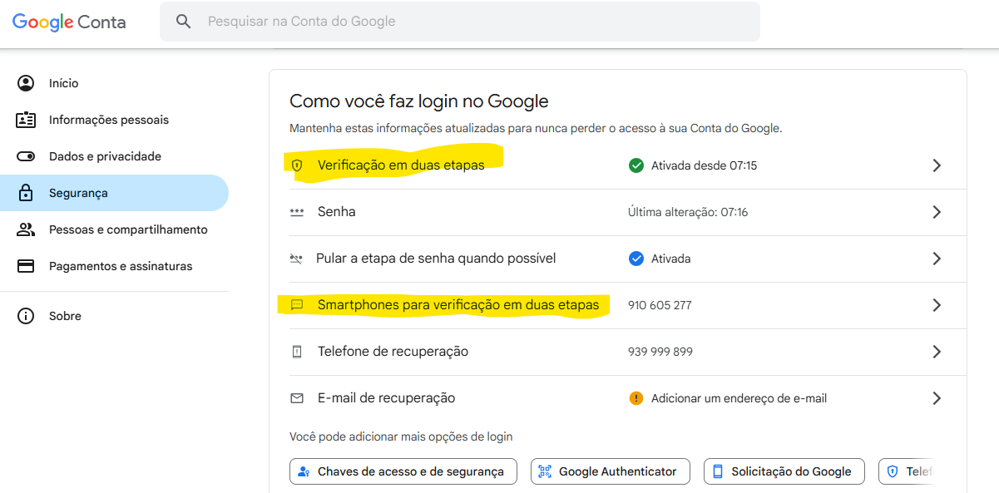 Google Conta
Pesquisar na Conta do Google
Início
Informações pessoais
Dados e privacidade
Segurança
Pessoas e compartilhamento
Pagamentos e assinaturas
Sobre
Como você faz login no Google
Mantenha estas informações atualizadas para nunca perder o acesso à sua Conta do Google.
Verificação em duas etapas Ativada desde 07:15
Senha Última alteração: 07:16
Pular a etapa de senha quando possível Ativada
Smartphones para verificação em duas etapas 910 605 277
Telefone de recuperação 939 999 899
E-mail de recuperação Adicionar um endereço de e-mail
Você pode adicionar mais opções de login
Chaves de acesso e de segurança Google Authenticator Solicitação do Google